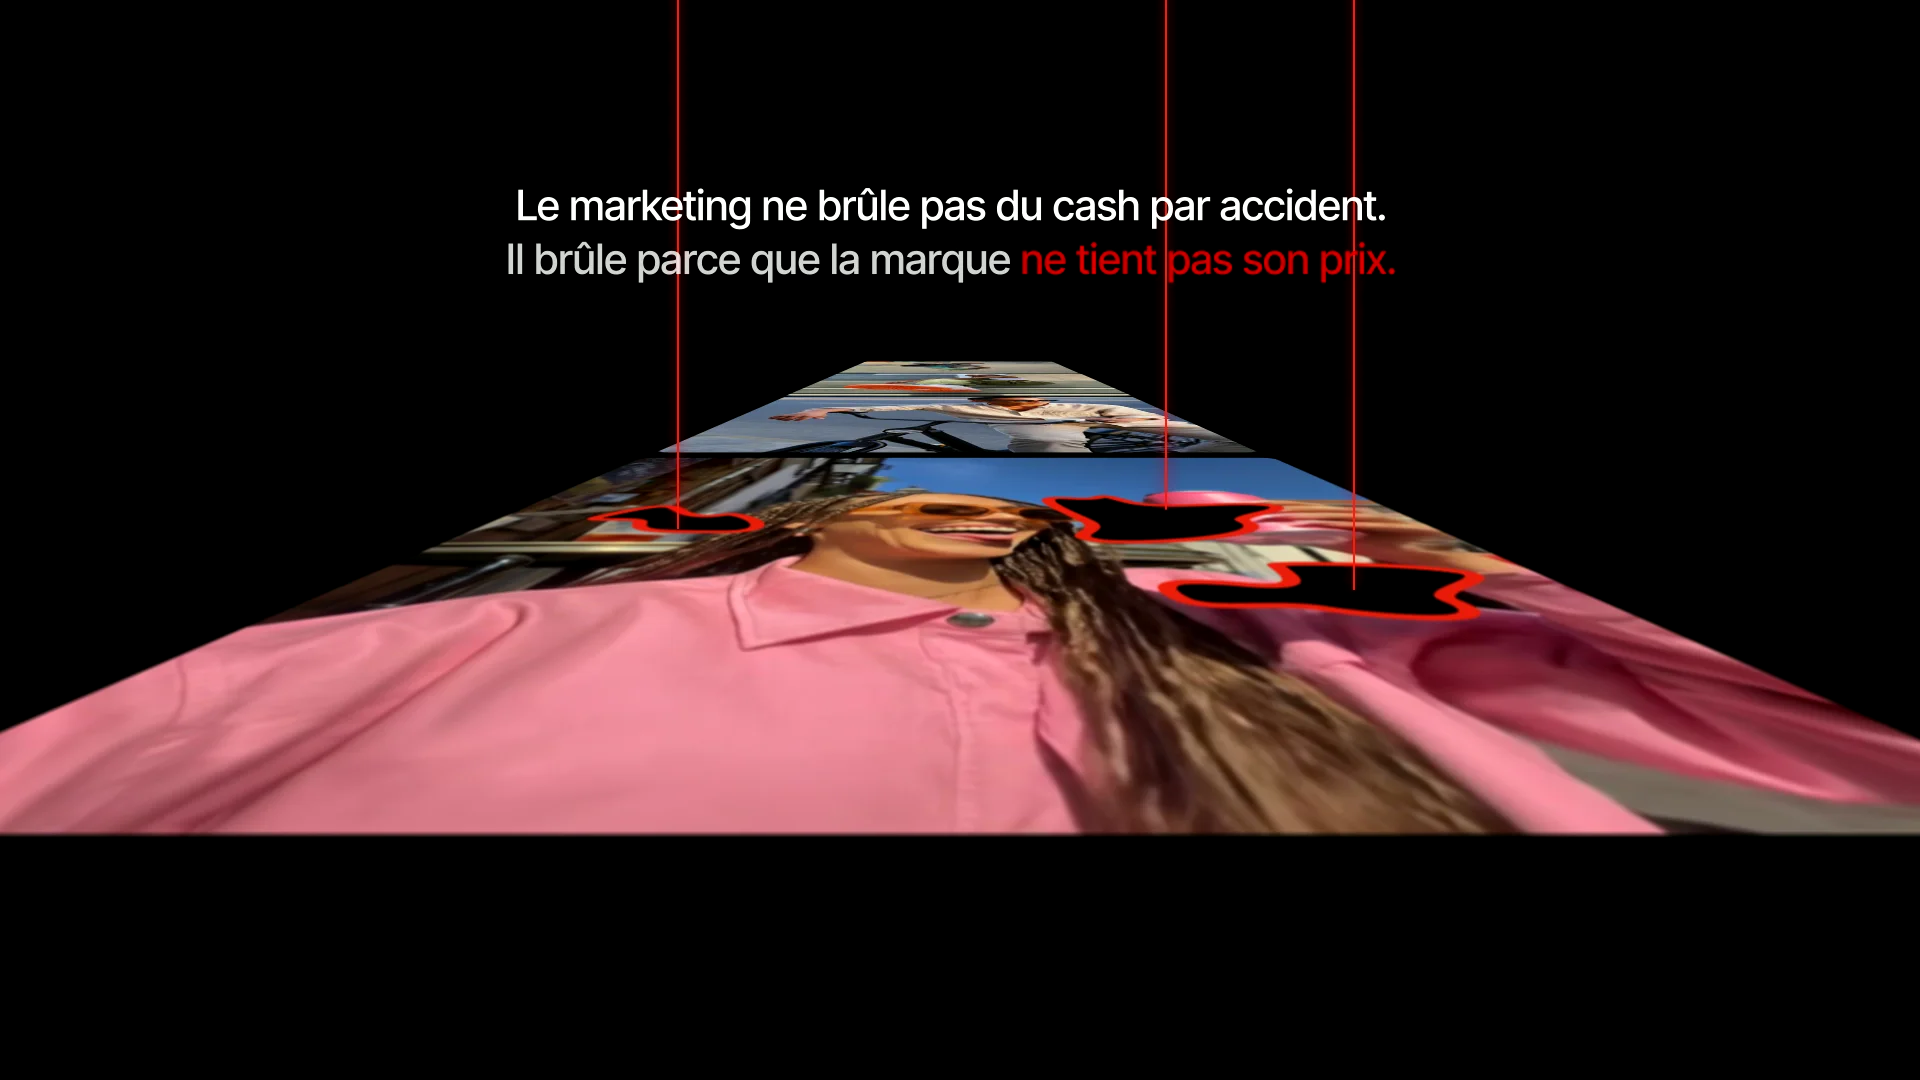 Le marketing ne brûle pas du cash par accident.
Il brûle parce que la marque ne tient pas son prix.